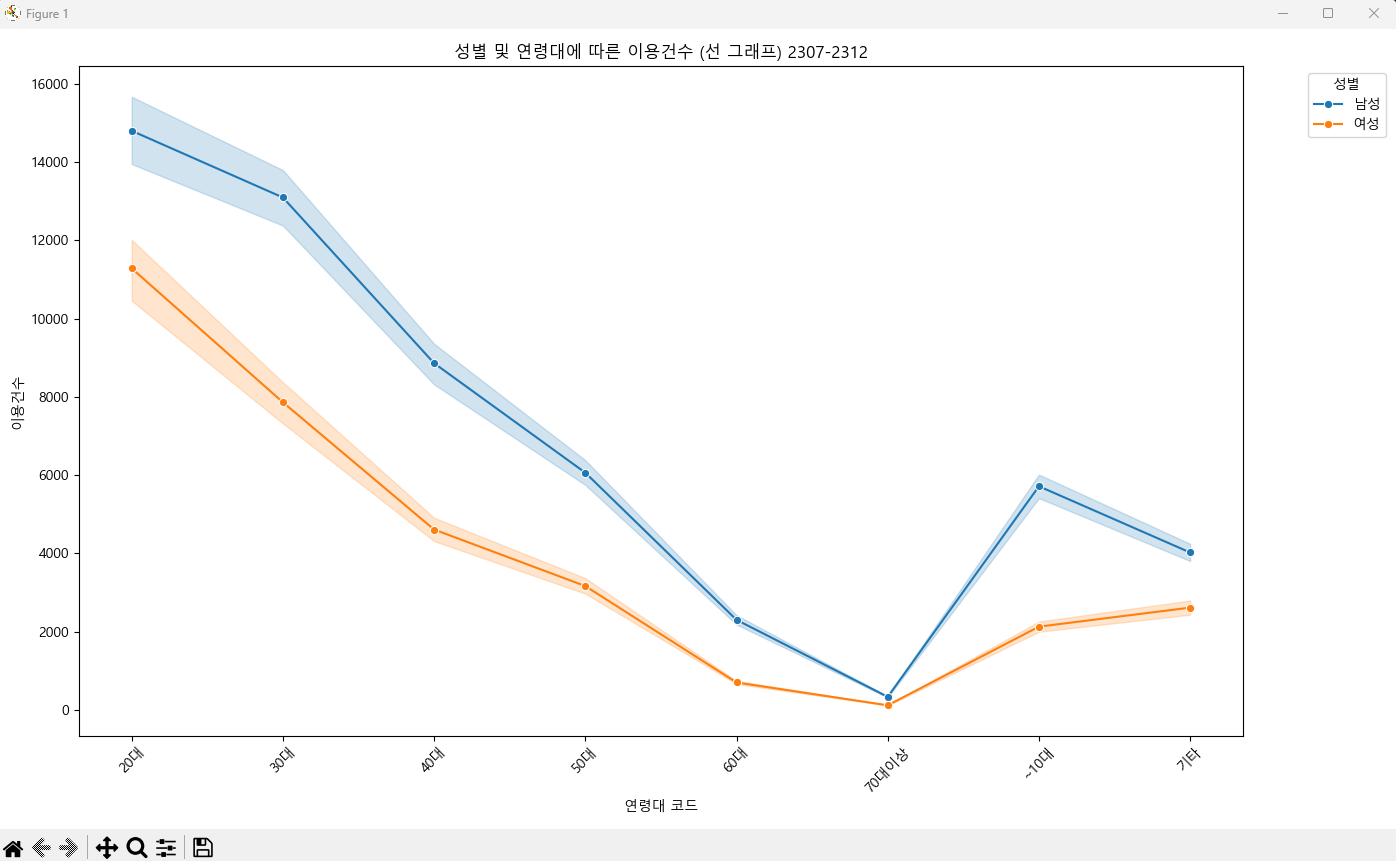 Figure 1
성별 및 연령대에 따른 이용건수 (선 그래프) 2307-2312
성별
남성
여성
16000
14000
12000
10000
8000
6000
4000
2000
0
이용건수
20대
30대
40대
50대
60대
70대이상
~10대
기타
연령대 코드